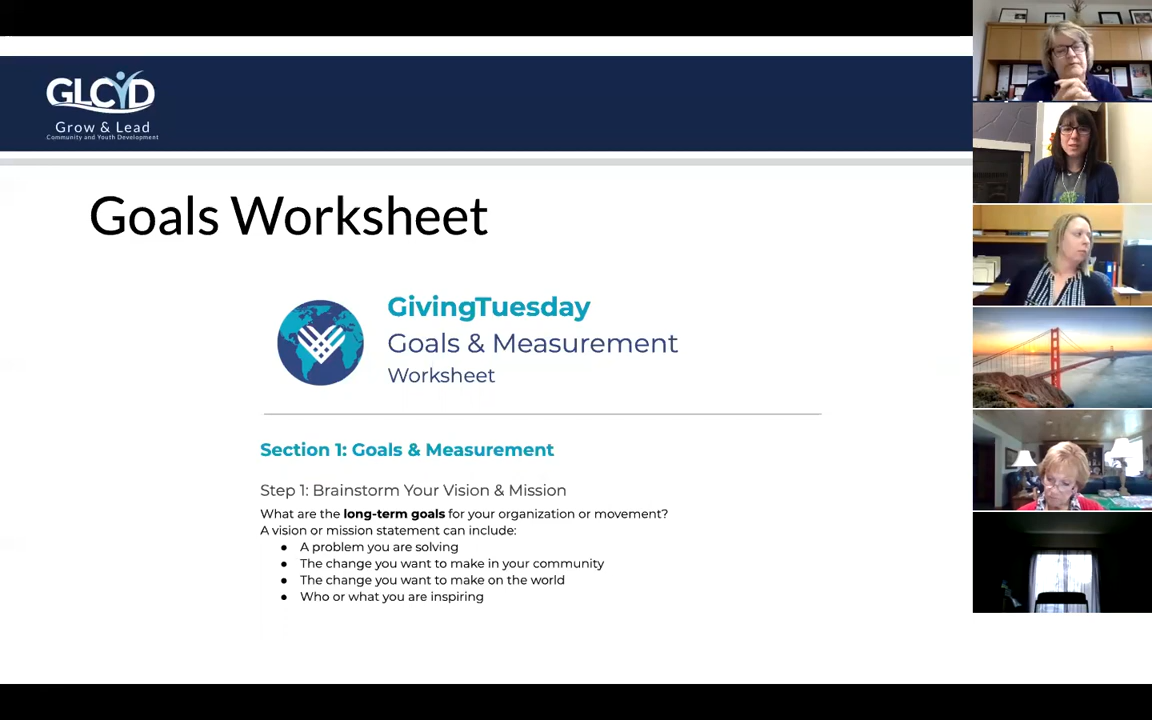 GLCYD
Grow & Lead
Community and Youth Development
Goals Worksheet
GivingTuesday
Goals & Measurement
Worksheet
Section 1: Goals & Measurement
Step 1: Brainstorm Your Vision & Mission
What are the long-term goals for your organization or movement?
A vision or mission statement can include:
● A problem you are solving
● The change you want to make in your community
● The change you want to make on the world
● Who or what you are inspiring